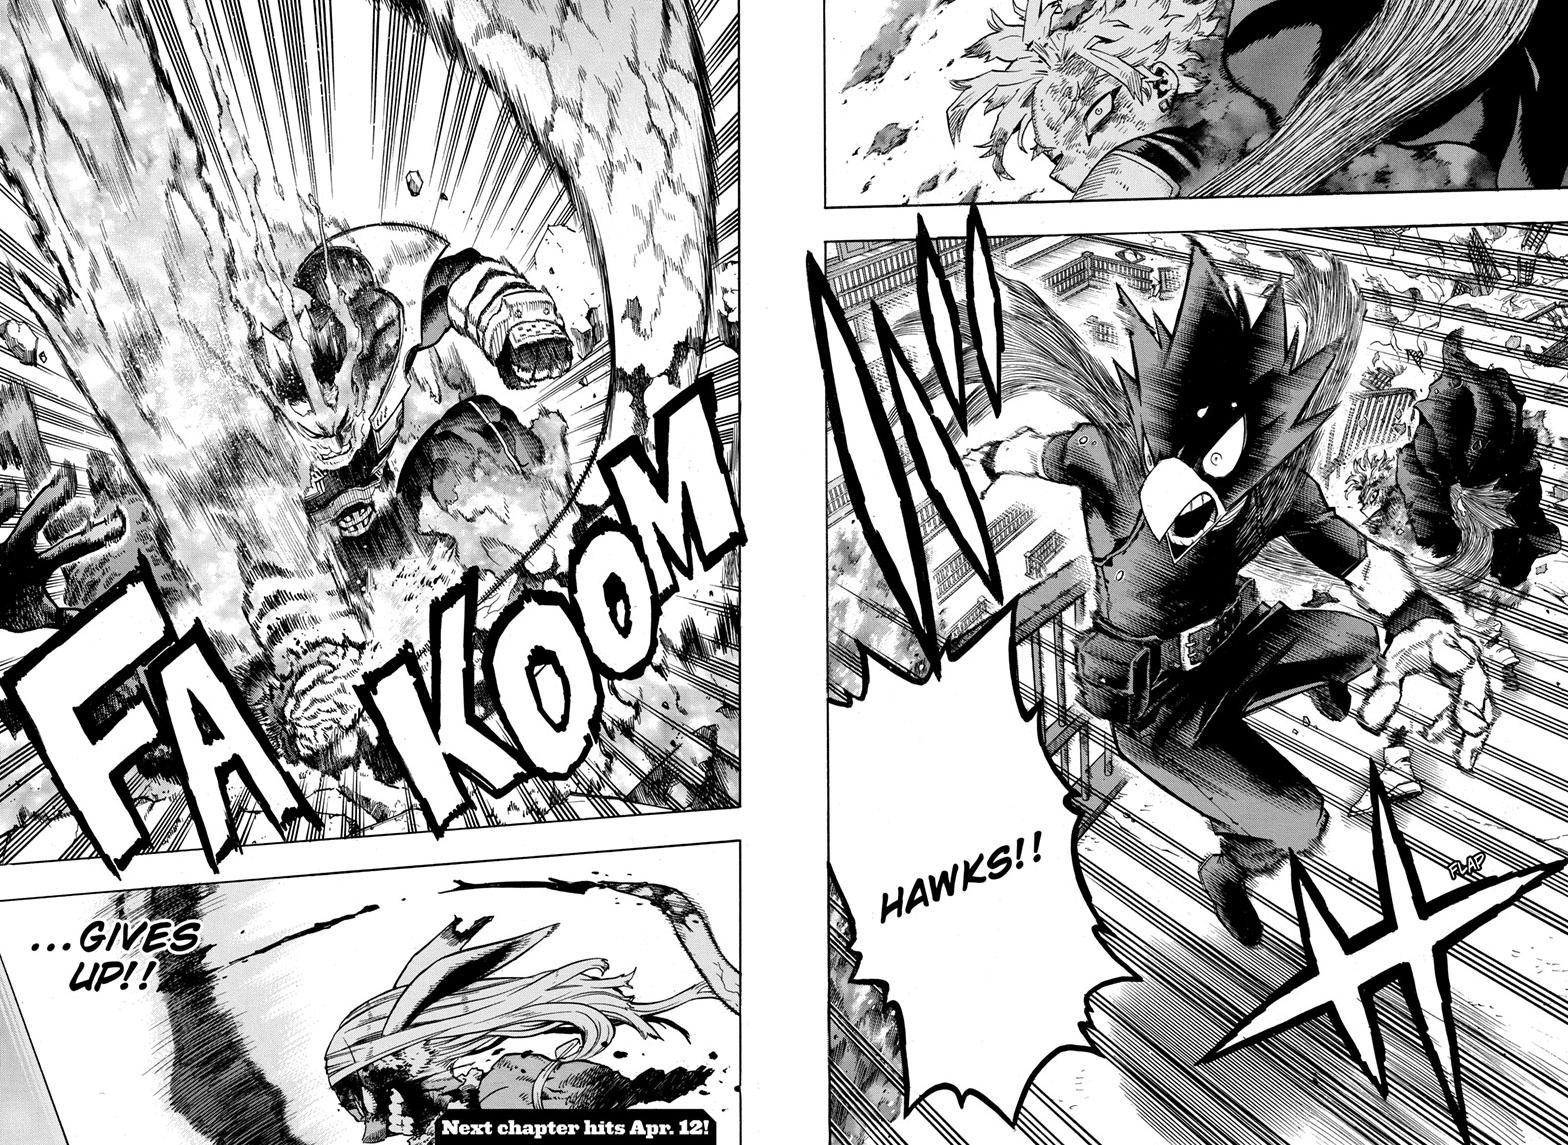 HAWKS!!
FLAP
FA KOOM
...GIVES
UP!!
Next chapter hits Apr. 12!